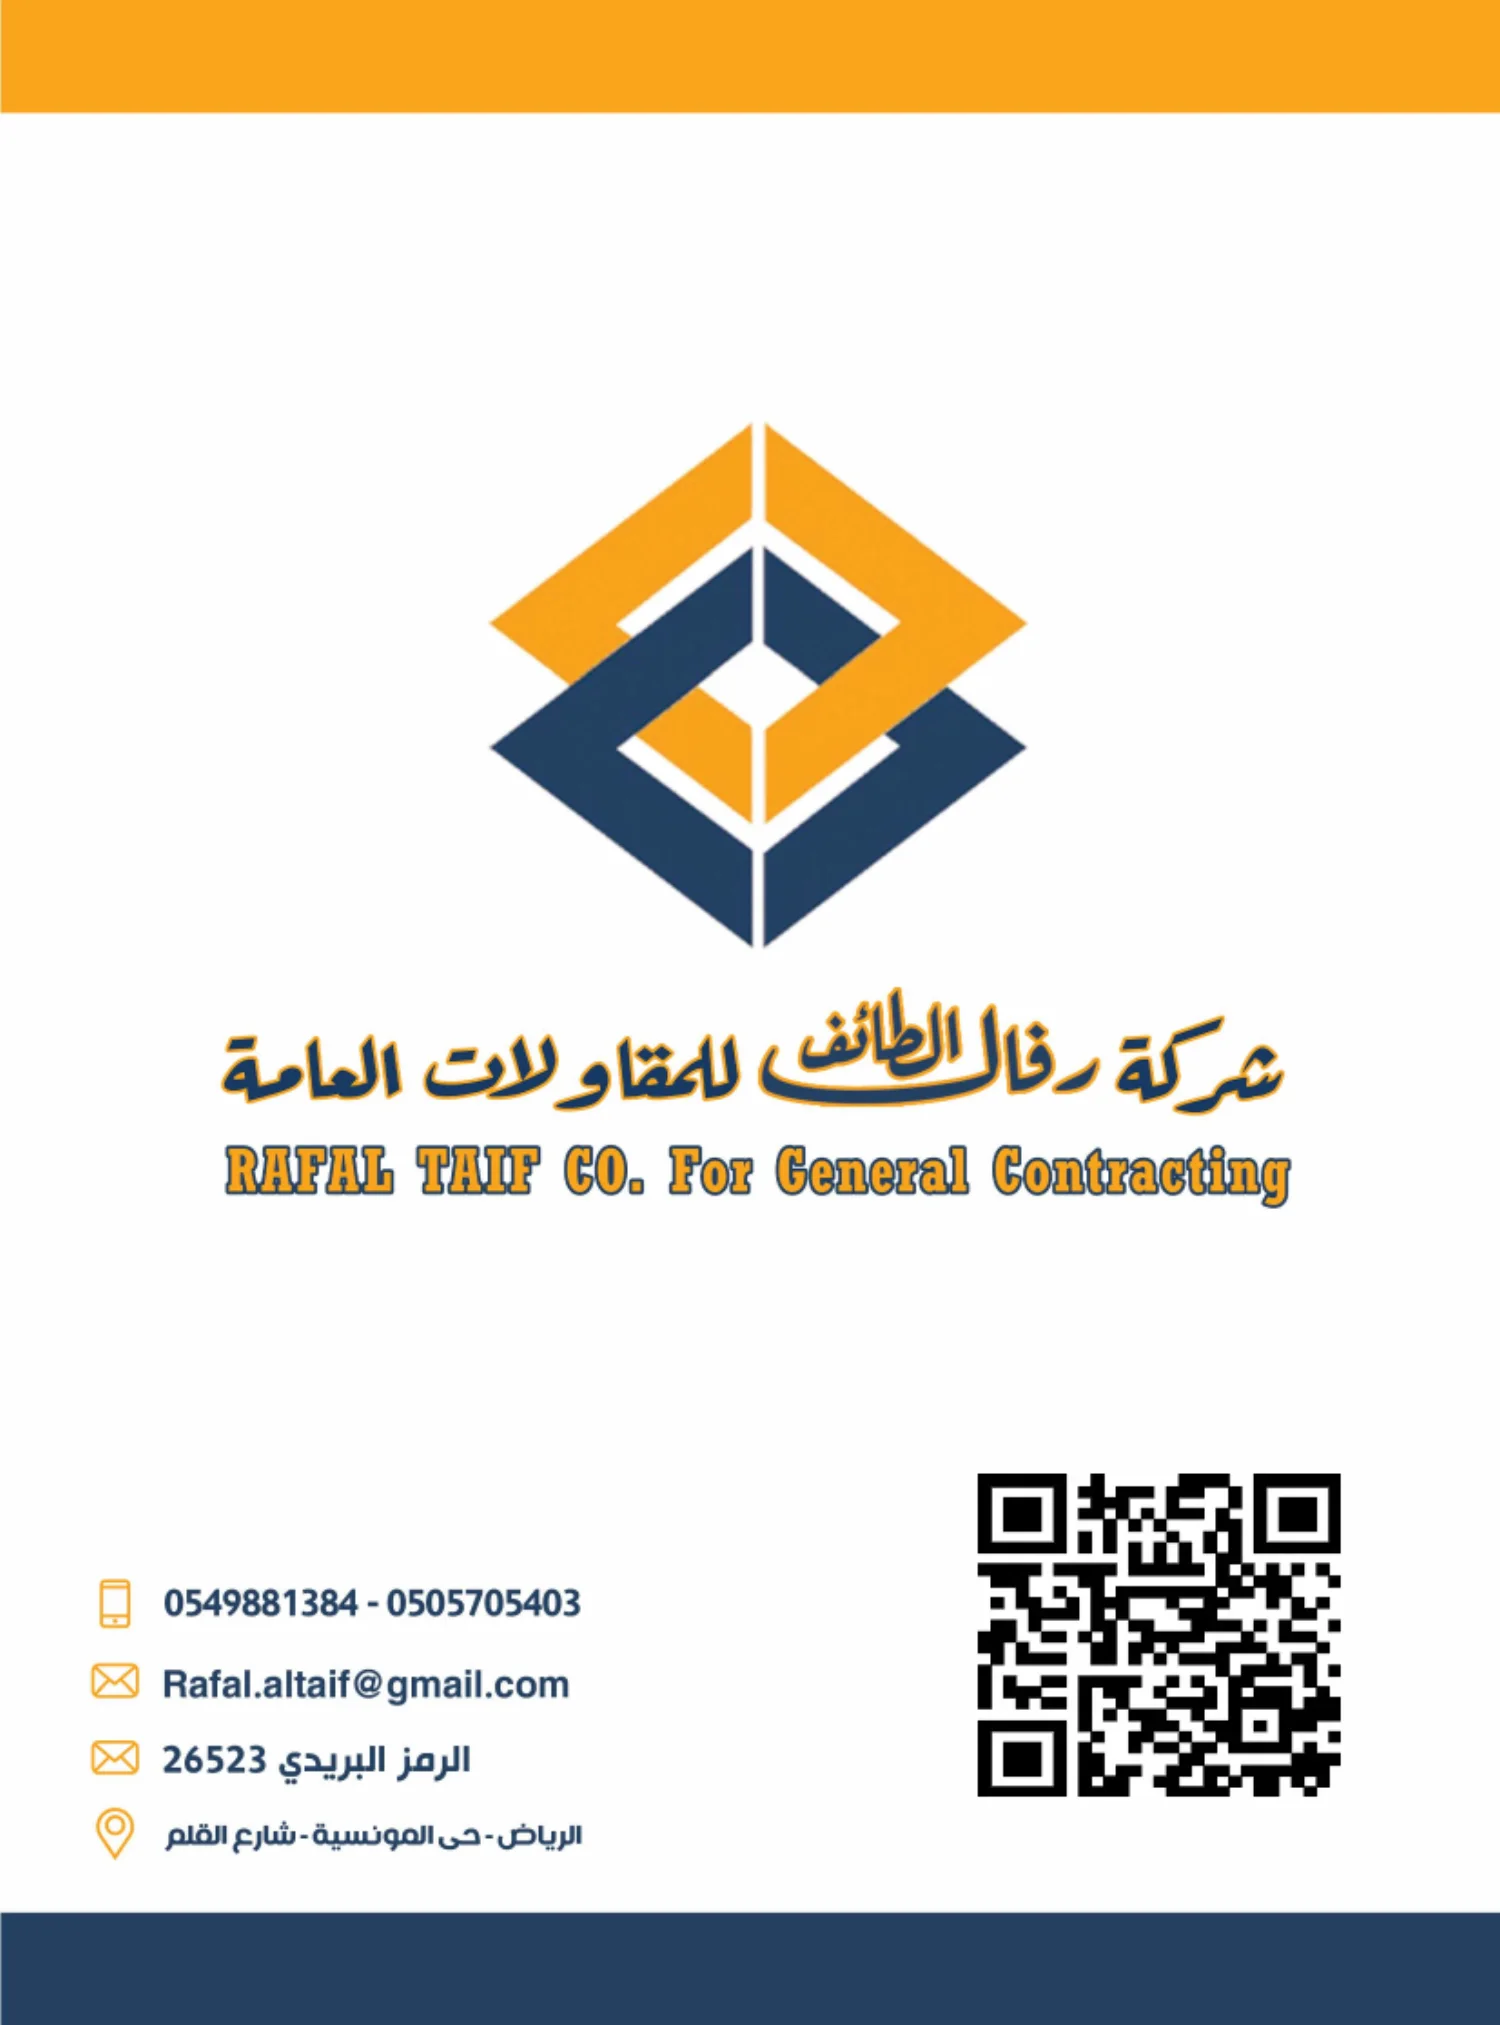 شركة رفال الطائف للمقاولات العامة
RAFAL TAIF CO. For General Contracting
0549881384 - 0505705403
Rafal.altaif@gmail.com
الرمز البريدي 26523
الرياض - حى المونسية - شارع القلم